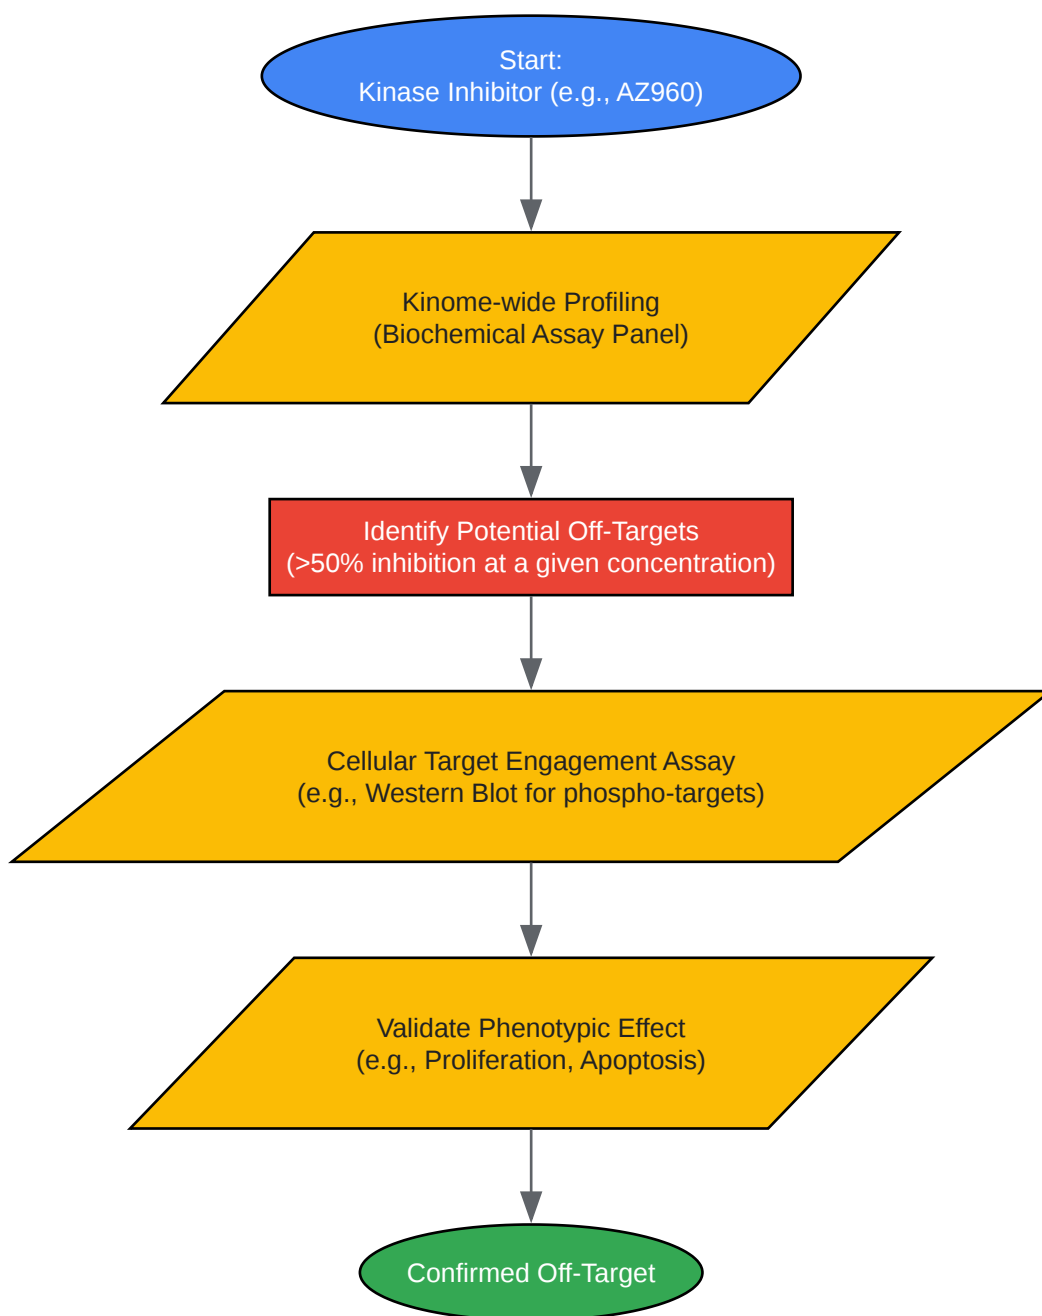 Start:
Kinase Inhibitor (e.g., AZ960)
Kinome-wide Profiling
(Biochemical Assay Panel)
Identify Potential Off-Targets
(>50% inhibition at a given concentration)
Cellular Target Engagement Assay
(e.g., Western Blot for phospho-targets)
Validate Phenotypic Effect
(e.g., Proliferation, Apoptosis)
Confirmed Off-Target